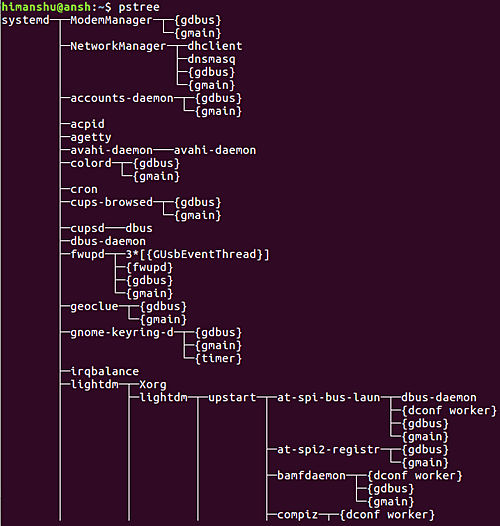 himanshu@ansh:~$ pstree
systemd─┬─ModemManager─┬─{gdbus}
        │              └─{gmain}
        ├─NetworkManager─┬─dhclient
        │                ├─dnsmasq
        │                ├─{gdbus}
        │                └─{gmain}
        ├─accounts-daemon─┬─{gdbus}
        │                 └─{gmain}
        ├─acpid
        ├─agetty
        ├─avahi-daemon───avahi-daemon
        ├─colord─┬─{gdbus}
        │        └─{gmain}
        ├─cron
        ├─cups-browsed─┬─{gdbus}
        │              └─{gmain}
        ├─cupsd───dbus
        ├─dbus-daemon
        ├─fwupd─┬─3*[{GUsbEventThread}]
        │       ├─{fwupd}
        │       ├─{gdbus}
        │       └─{gmain}
        ├─geoclue─┬─{gdbus}
        │         └─{gmain}
        ├─gnome-keyring-d─┬─{gdbus}
        │                 ├─{gmain}
        │                 └─{timer}
        ├─irqbalance
        ├─lightdm─┬─Xorg
        │         ├─lightdm─┬─upstart─┬─at-spi-bus-laun─┬─dbus-daemon
        │         │         │         │                 ├─{dconf worker}
        │         │         │         │                 ├─{gdbus}
        │         │         │         │                 └─{gmain}
        │         │         │         ├─at-spi2-registr─┬─{gdbus}
        │         │         │         │                 └─{gmain}
        │         │         │         ├─bamfdaemon─┬─{dconf worker}
        │         │         │         │            ├─{gdbus}
        │         │         │         │            └─{gmain}
        │         │         │         ├─compiz─┬─{dconf worker}